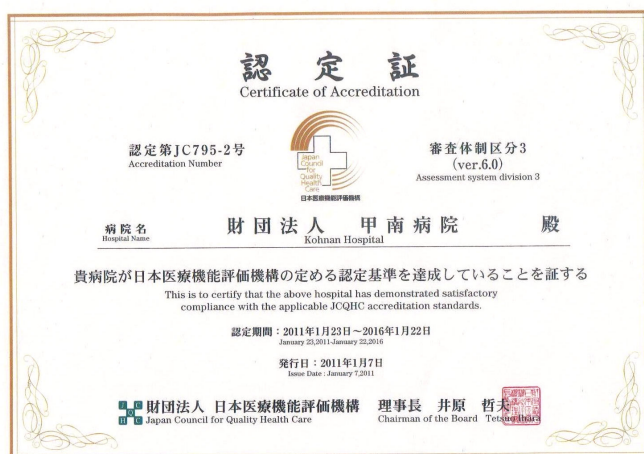 認定証
Certificate of Accreditation
認定第JC795-2号
Accreditation Number
Japan
Council
for
Quality
Health
Care
日本医療機能評価機構
審査体制区分3
(ver.6.0)
Assessment system division 3
病院名 財団法人 甲南病院 殿
Hospital Name Kohnan Hospital
貴病院が日本医療機能評価機構の定める認定基準を達成していることを証する
This is to certify that the above hospital has demonstrated satisfactory
compliance with the applicable JCQHC accreditation standards.
認定期間:2011年1月23日~2016年1月22日
January 23,2011-January 22,2016
発行日:2011年1月7日
Issue Date : January 7,2011
財団法人 日本医療機能評価機構 理事長 井原 哲夫
Japan Council for Quality Health Care Chairman of the Board Tetsuo Ihara